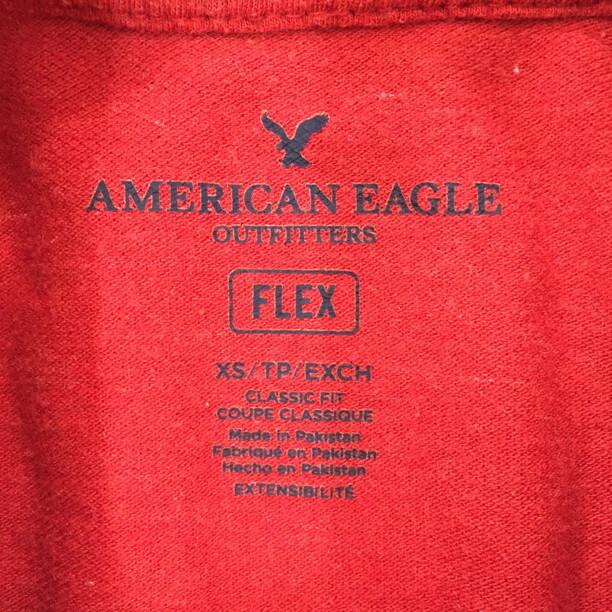 AMERICAN EAGLE
OUTFITTERS
FLEX
XS/TP/EXCH
CLASSIC FIT
COUPE CLASSIQUE
Made in Pakistan
Fabriqué en Pakistan
Hecho en Pakistan
EXTENSIBILITÉ